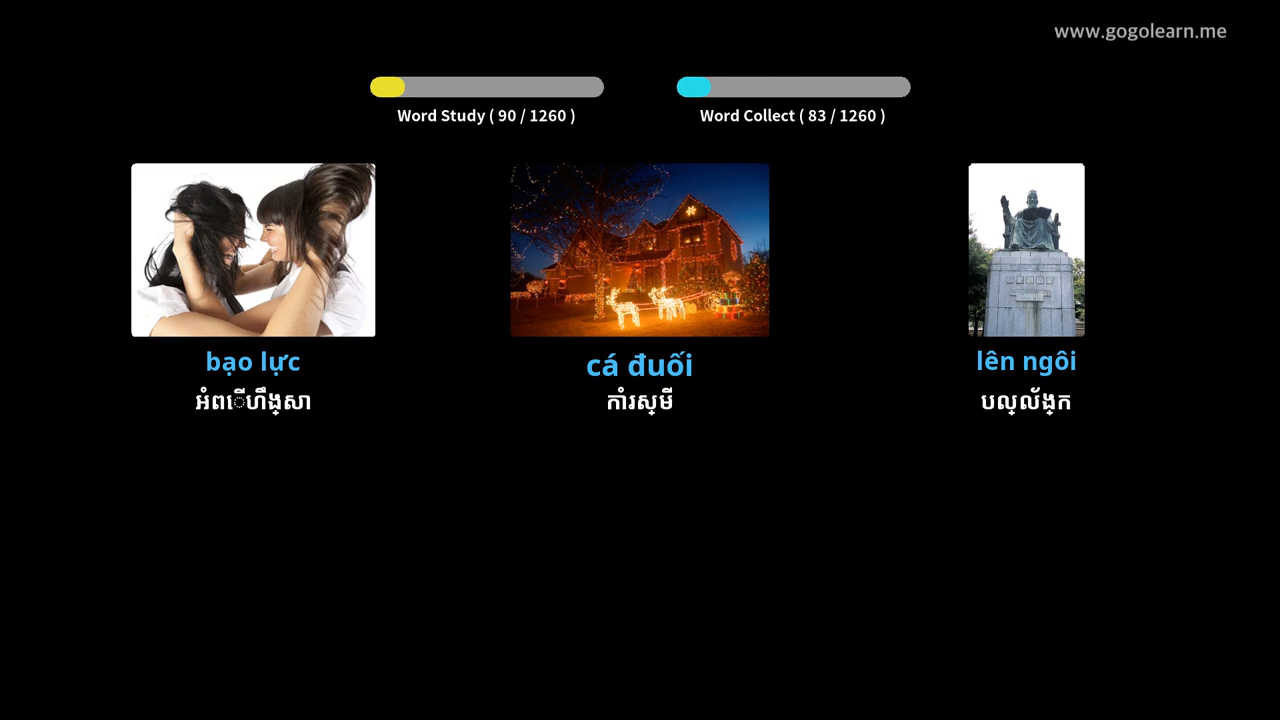 www.gogolearn.me
Word Study ( 90 / 1260 )
Word Collect ( 83 / 1260 )
bạo lực
cá đuối
lên ngôi
អំពើហឹង្សា
កាំរស្មី
បល្ល័ង្ក